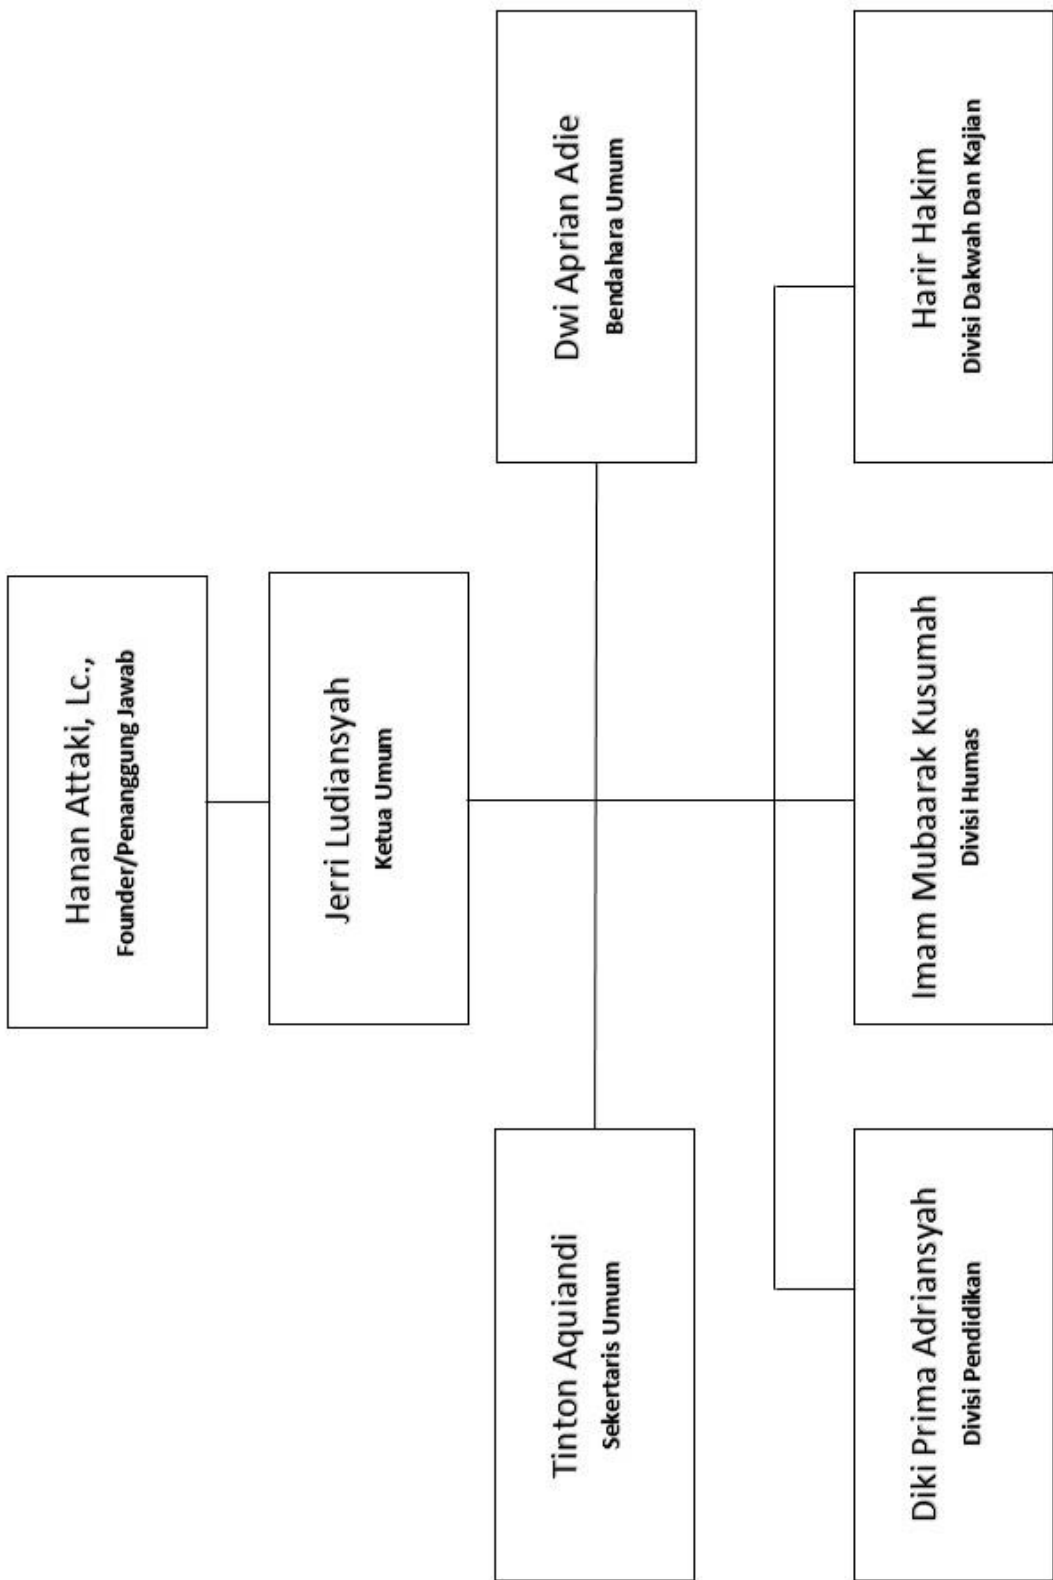 Hanan Attaki, Lc.,
Founder/Penanggung Jawab
Jerri Ludiansyah
Ketua Umum
Tinton Aquiandi
Sekertaris Umum
Dwi Aprian Adie
Bendahara Umum
Diki Prima Adriansyah
Divisi Pendidikan
Imam Mubaarak Kusumah
Divisi Humas
Harir Hakim
Divisi Dakwah Dan Kajian